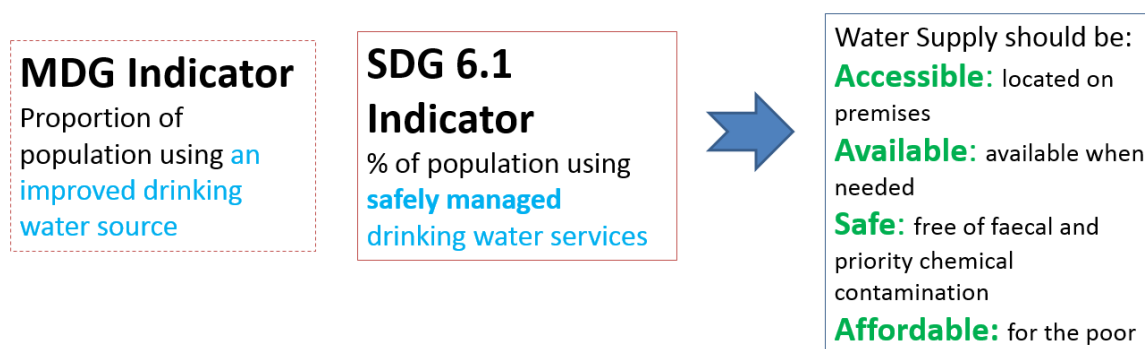 MDG Indicator
Proportion of
population using an
improved drinking
water source
SDG 6.1
Indicator
% of population using
safely managed
drinking water services
Water Supply should be:
Accessible: located on
premises
Available: available when
needed
Safe: free of faecal and
priority chemical
contamination
Affordable: for the poor